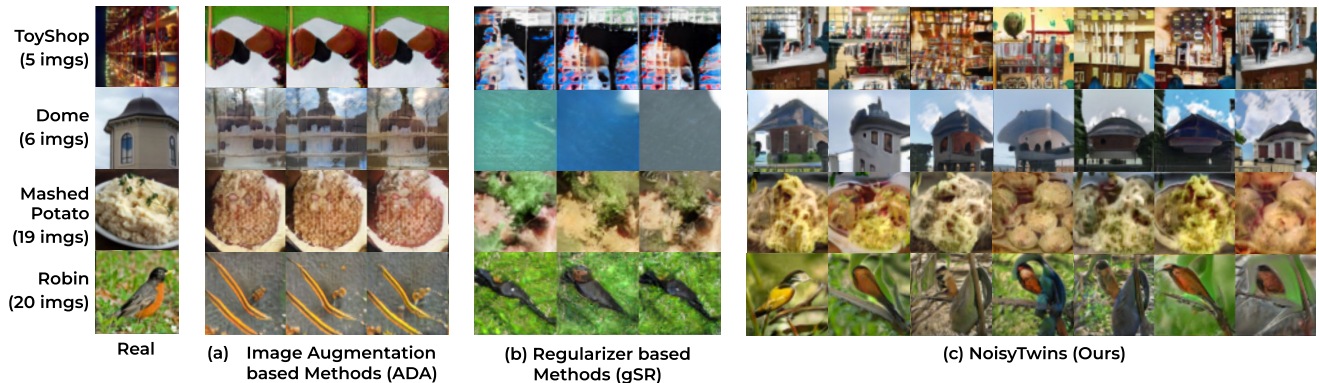 ToyShop
(5 imgs)
Dome
(6 imgs)
Mashed
Potato
(19 imgs)
Robin
(20 imgs)
Real
(a) Image Augmentation
based Methods (ADA)
(b) Regularizer based
Methods (gSR)
(c) NoisyTwins (Ours)